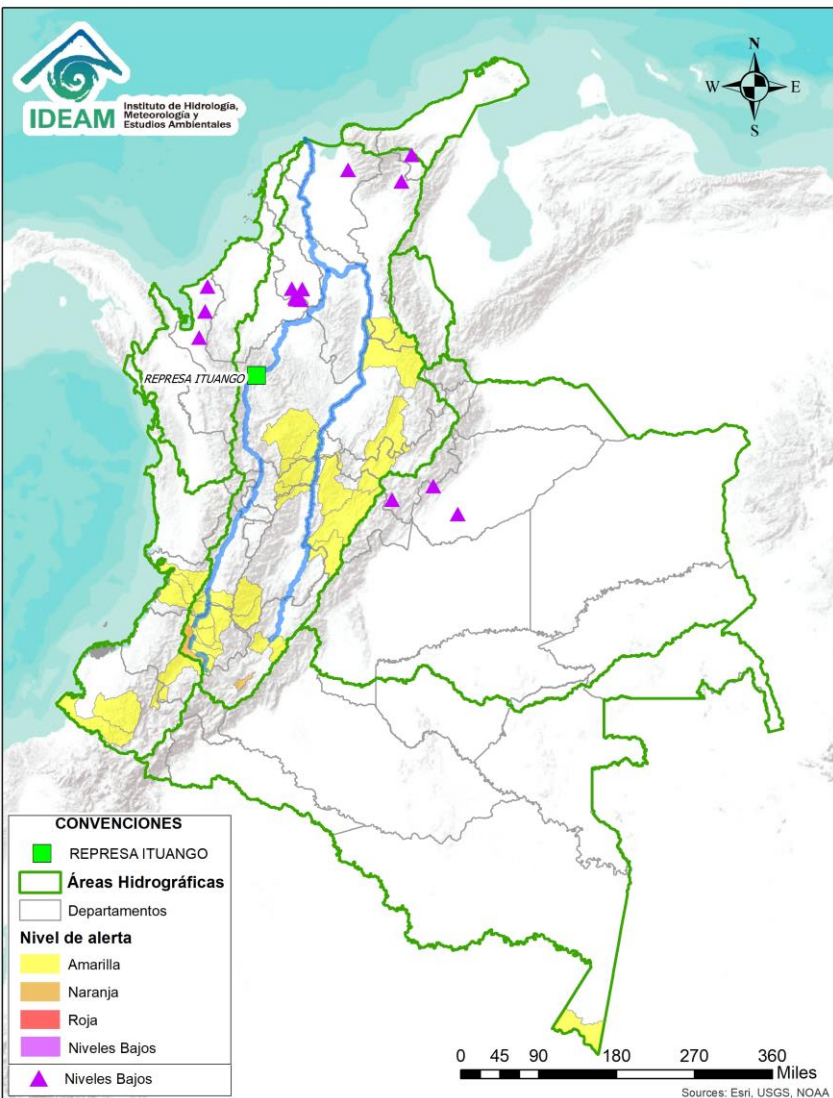 IDEAM
Instituto de Hidrología,
Meteorología y
Estudios Ambientales
N
W
E
S
REPRESA ITUANGO
CONVENCIONES
REPRESA ITUANGO
Áreas Hidrográficas
Departamentos
Nivel de alerta
Amarilla
Naranja
Roja
Niveles Bajos
Niveles Bajos
0 45 90 180 270 360
Miles
Sources: Esri, USGS, NOAA